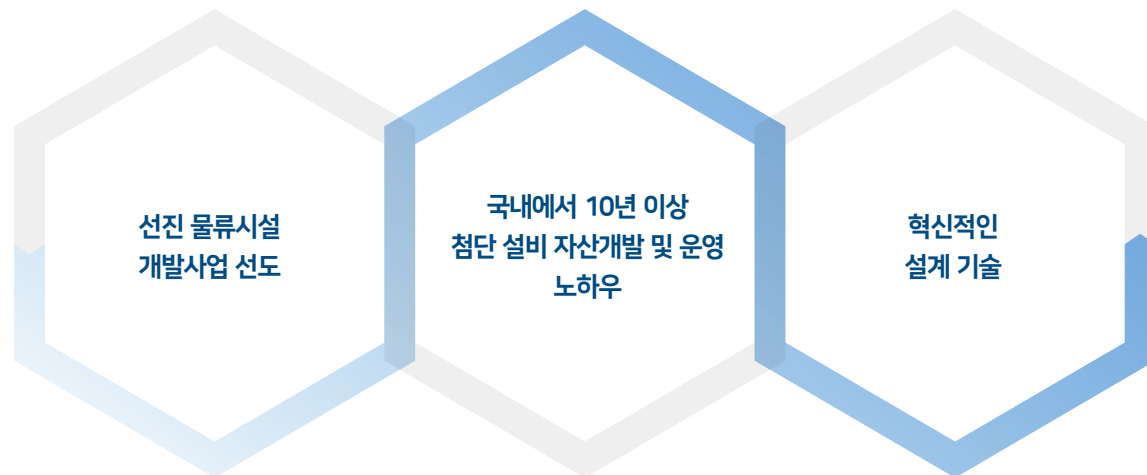 선진 물류시설
개발사업 선도
국내에서 10년 이상
첨단 설비 자산개발 및 운영
노하우
혁신적인
설계 기술